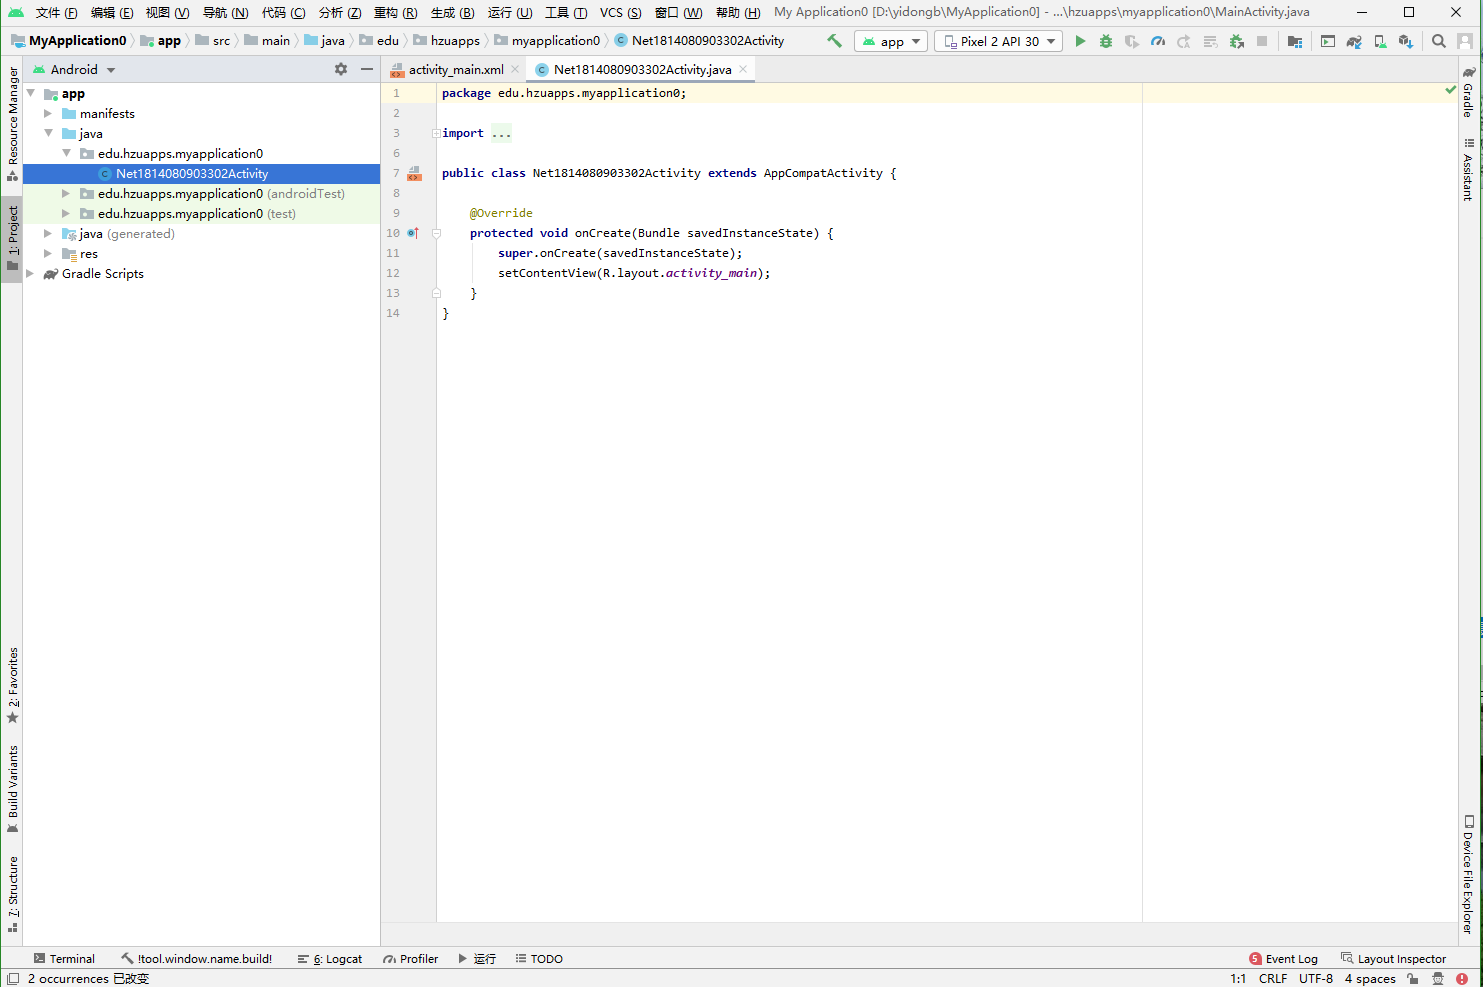 文件 (F) 编辑 (E) 视图 (V) 导航 (N) 代码 (C) 分析 (Z) 重构 (R) 生成 (B) 运行 (U) 工具 (T) VCS (S) 窗口 (W) 帮助 (H) My Application0 [D:\yidongb\MyApplication0] - ...\hzuapps\myapplication0\MainActivity.java
MyApplication0 app src main java edu hzuapps myapplication0 Net1814080903302Activity app Pixel 2 API 30
Android
activity_main.xml Net1814080903302Activity.java
app
manifests
java
edu.hzuapps.myapplication0
Net1814080903302Activity
edu.hzuapps.myapplication0 (androidTest)
edu.hzuapps.myapplication0 (test)
java (generated)
res
Gradle Scripts
1 package edu.hzuapps.myapplication0;
2
3 import ...
6
7 public class Net1814080903302Activity extends AppCompatActivity {
8
9 @Override
10 protected void onCreate(Bundle savedInstanceState) {
11 super.onCreate(savedInstanceState);
12 setContentView(R.layout.activity_main);
13 }
14 }
Resource Manager
1: Project
2: Favorites
Build Variants
7: Structure
Gradle
Assistant
Device File Explorer
Terminal !tool.window.name.build! 6: Logcat Profiler 运行 TODO 5 Event Log Layout Inspector
2 occurrences 已改变 1:1 CRLF UTF-8 4 spaces